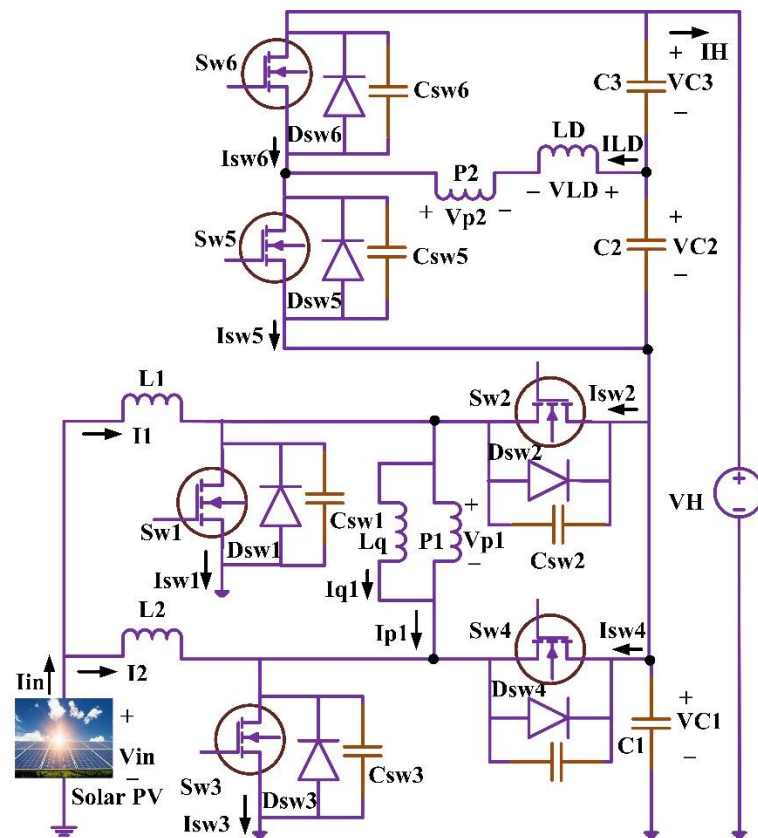 IH
Sw6
Csw6
C3
+
VC3
−
Dsw6
LD
Isw6
P2
ILD
− VLD +
+ Vp2 −
Sw5
Csw5
C2
+
VC2
−
Dsw5
Isw5
L1
Sw2
Isw2
I1
Dsw2
Sw1
Csw1
Lq
P1
+
Vp1
−
Csw2
VH
+
−
Dsw1
Isw1
Iq1
L2
Ip1
Sw4
Isw4
Iin
I2
Dsw4
+
Vin
−
Solar PV
Sw3
Csw3
C1
+
VC1
−
Dsw3
Isw3